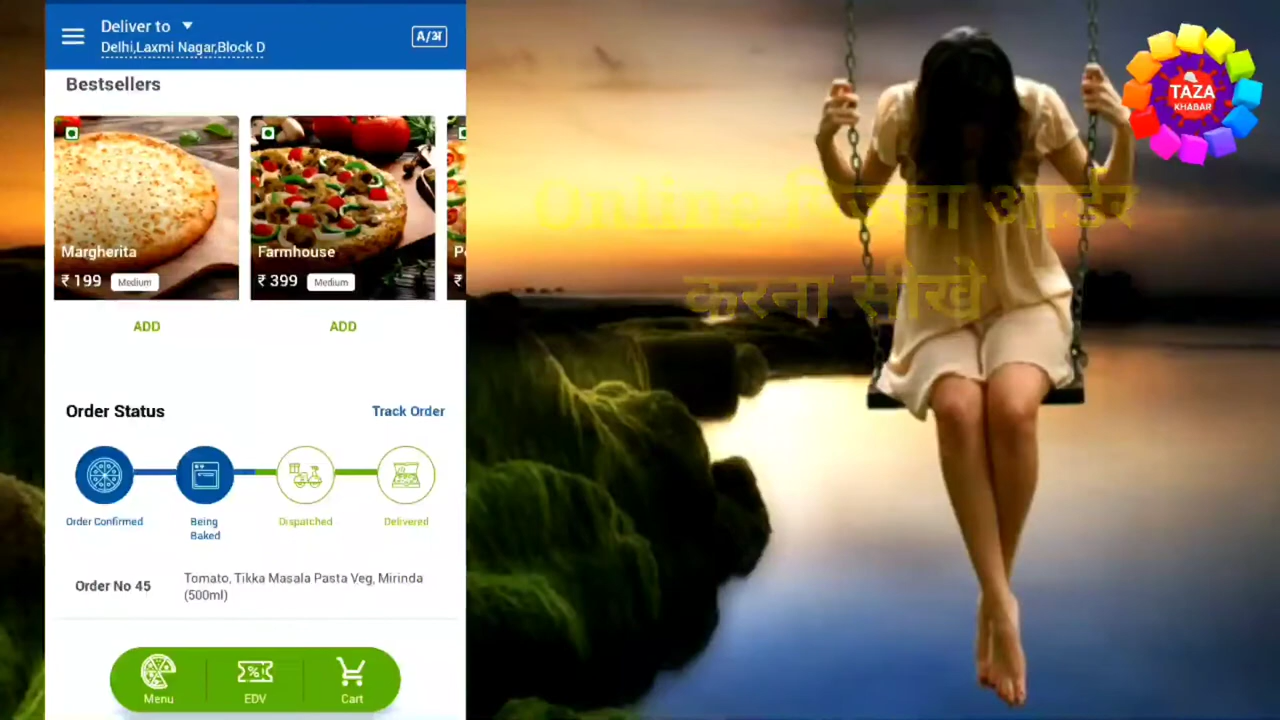 Deliver to
Delhi,Laxmi Nagar,Block D
A/अ
Bestsellers
Margherita
₹ 199 Medium
Farmhouse
₹ 399 Medium
₹
ADD
ADD
Order Status
Track Order
Order Confirmed
Being
Baked
Dispatched
Delivered
Order No 45
Tomato, Tikka Masala Pasta Veg, Mirinda
(500ml)
Menu
EDV
Cart
TAZA
KHABAR
Online पिज्जा आर्डर
करना सीखे